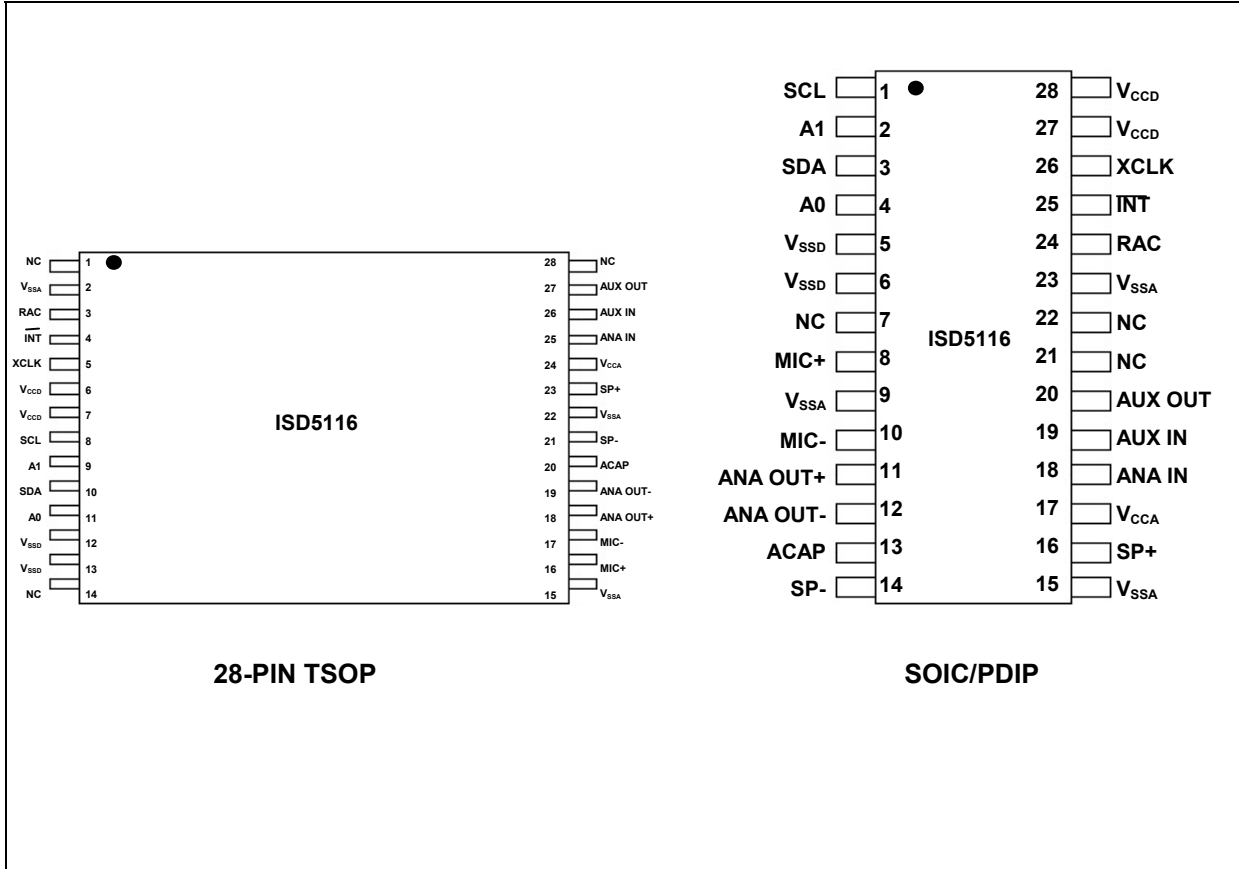 NC 1 28 NC
V_SSA 2 27 AUX OUT
RAC 3 26 AUX IN
INT 4 25 ANA IN
XCLK 5 24 V_CCA
V_CCD 6 23 SP+
V_CCD 7 22 V_SSA
ISD5116
SCL 8 21 SP-
A1 9 20 ACAP
SDA 10 19 ANA OUT-
A0 11 18 ANA OUT+
V_SSD 12 17 MIC-
V_SSD 13 16 MIC+
NC 14 15 V_SSA
28-PIN TSOP
SCL 1 28 V_CCD
A1 2 27 V_CCD
SDA 3 26 XCLK
A0 4 25 INT
V_SSD 5 24 RAC
V_SSD 6 23 V_SSA
NC 7 22 NC
ISD5116
MIC+ 8 21 NC
V_SSA 9 20 AUX OUT
MIC- 10 19 AUX IN
ANA OUT+ 11 18 ANA IN
ANA OUT- 12 17 V_CCA
ACAP 13 16 SP+
SP- 14 15 V_SSA
SOIC/PDIP